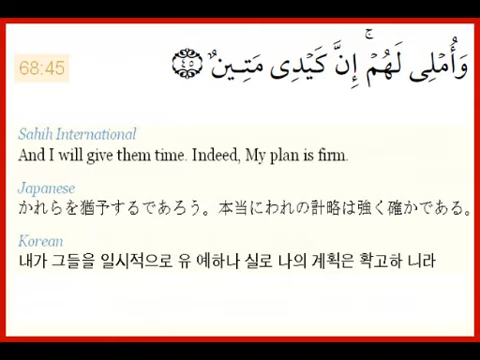 وَأُمْلِى لَهُمْ ۚ إِنَّ كَيْدِى مَتِينٌ ٤٥
68:45
Sahih International
And I will give them time. Indeed, My plan is firm.
Japanese
かれらを猶予するであろう。本当にわれの計略は強く確かである。
Korean
내가 그들을 일시적으로 유 예하나 실로 나의 계획은 확고하 니라